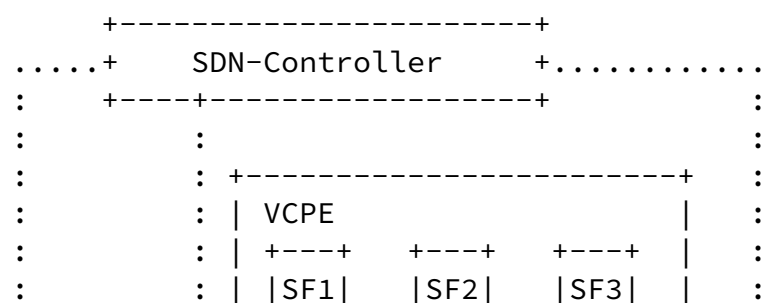 +------------------------+
.....+    SDN-Controller      +............
:    +----+-------------------+           :
:         :                               :
:         : +-------------------------+   :
:         : | VCPE                    |   :
:         : | +---+   +---+   +---+   |   :
:         : | |SF1|   |SF2|   |SF3|   |   :